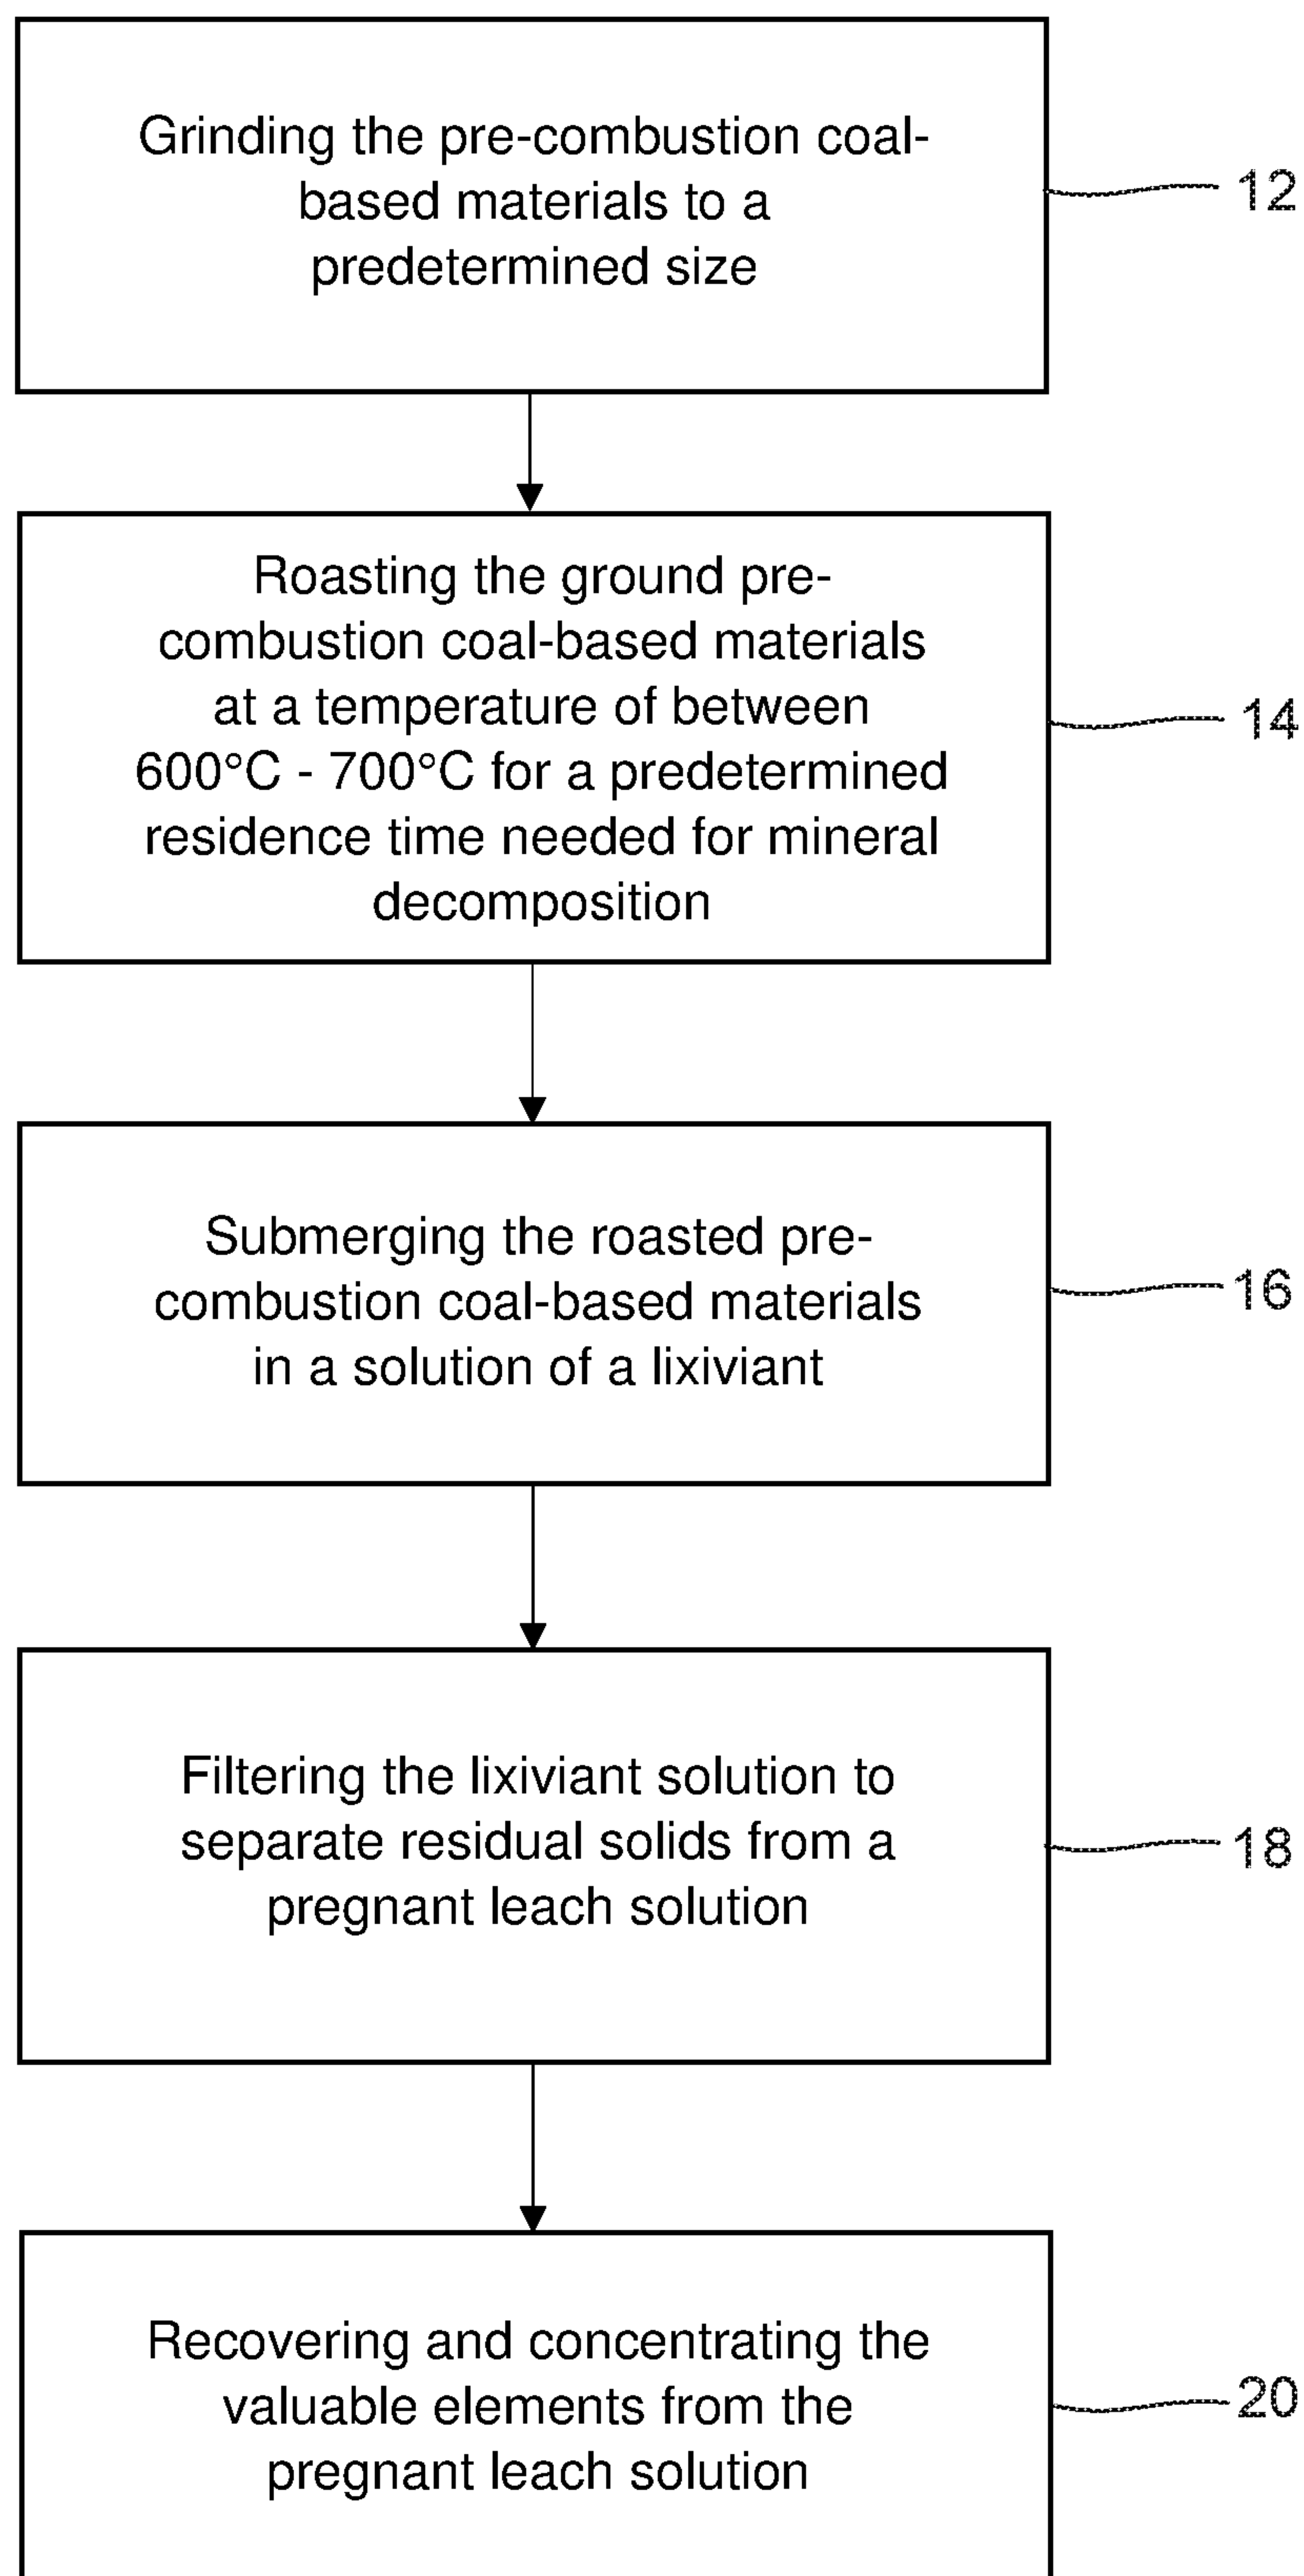 Grinding the pre-combustion coal-
based materials to a
predetermined size
12
Roasting the ground pre-
combustion coal-based materials
at a temperature of between
600°C - 700°C for a predetermined
residence time needed for mineral
decomposition
14
Submerging the roasted pre-
combustion coal-based materials
in a solution of a lixiviant
16
Filtering the lixiviant solution to
separate residual solids from a
pregnant leach solution
18
Recovering and concentrating the
valuable elements from the
pregnant leach solution
20